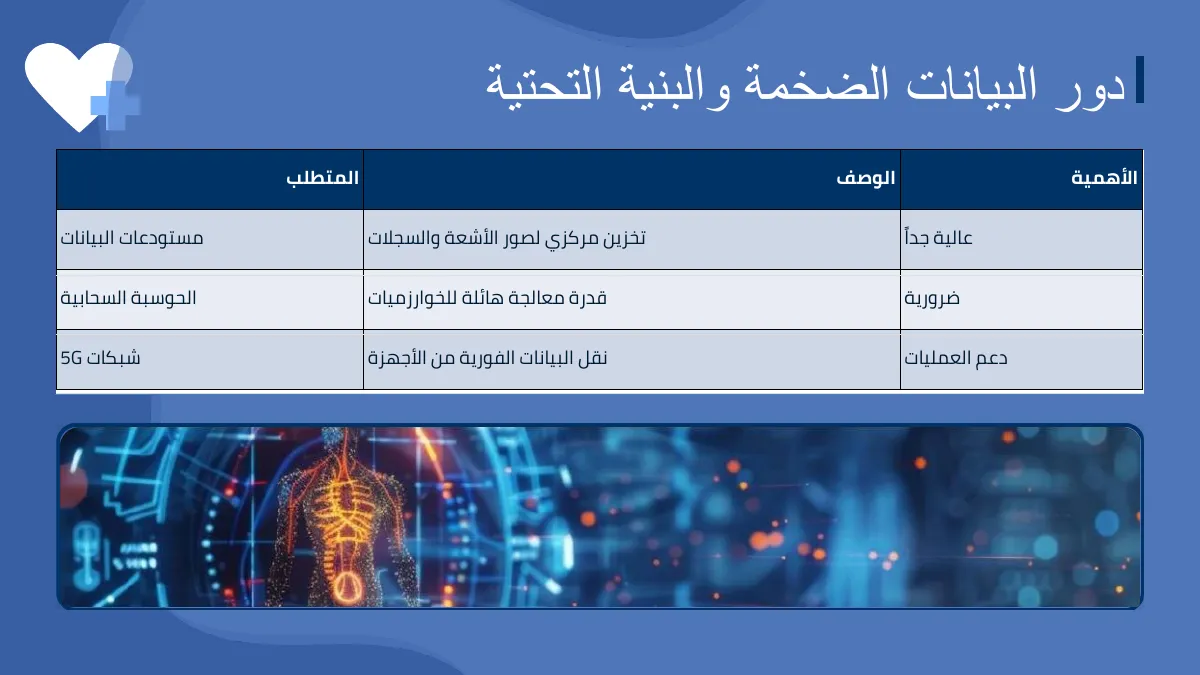 دور البيانات الضخمة والبنية التحتية
الأهمية الوصف المتطلب
عالية جداً تخزين مركزي لصور الأشعة والسجلات مستودعات البيانات
ضرورية قدرة معالجة هائلة للخوارزميات الحوسبة السحابية
دعم العمليات نقل البيانات الفورية من الأجهزة شبكات 5G